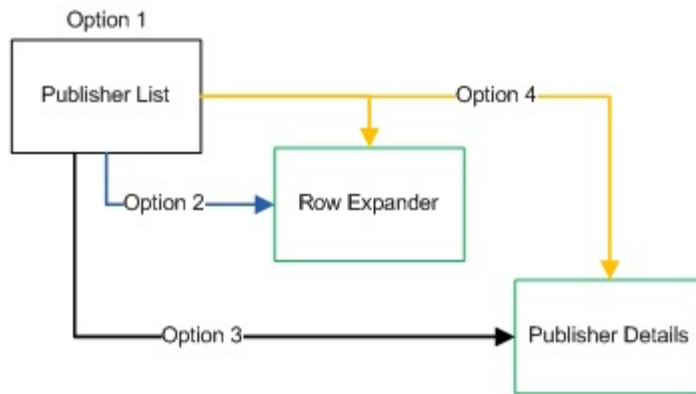 Option 1
Publisher List
Option 4
Option 2
Row Expander
Option 3
Publisher Details